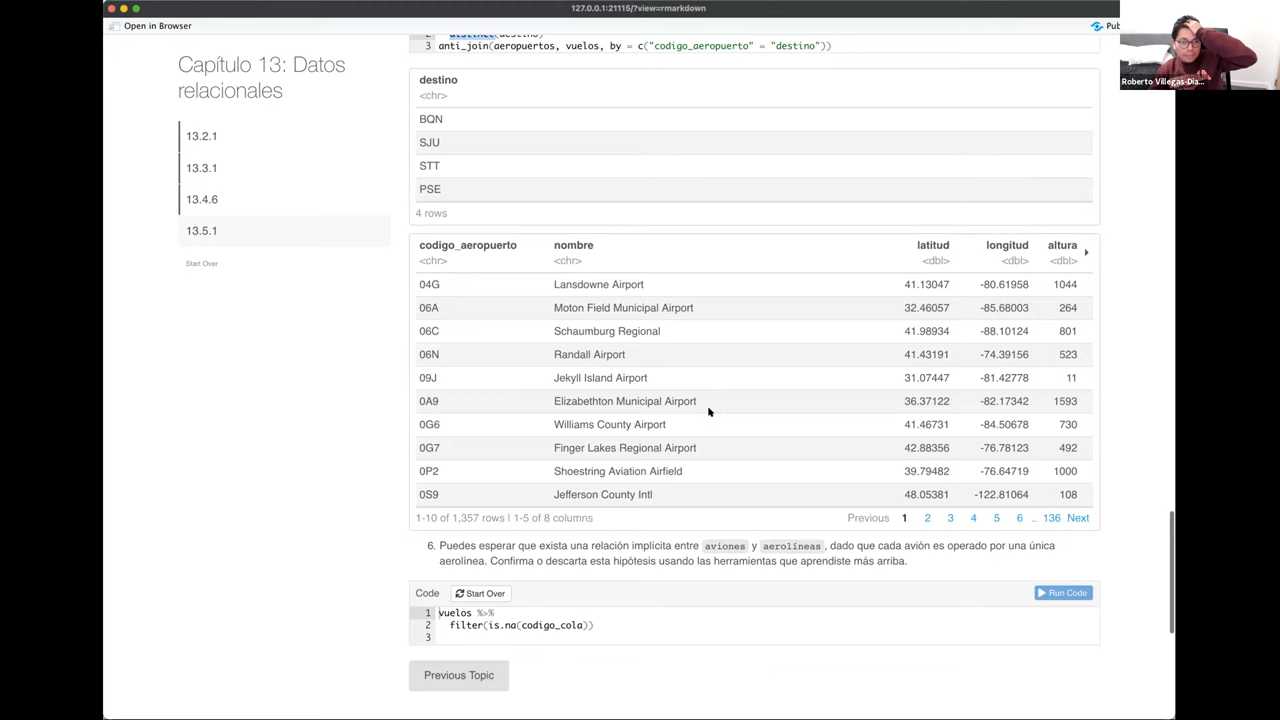 127.0.0.1:21115/?view=rmarkdown
Open in Browser
Pu
Roberto Villegas-Dia...
Capítulo 13: Datos
relacionales
13.2.1
13.3.1
13.4.6
13.5.1
Start Over
2 distinct(destino)
3 anti_join(aeropuertos, vuelos, by = c("codigo_aeropuerto" = "destino"))
destino
<chr>
BQN
SJU
STT
PSE
4 rows
codigo_aeropuerto nombre latitud longitud altura
<chr> <chr> <dbl> <dbl> <dbl>
04G Lansdowne Airport 41.13047 -80.61958 1044
06A Moton Field Municipal Airport 32.46057 -85.68003 264
06C Schaumburg Regional 41.98934 -88.10124 801
06N Randall Airport 41.43191 -74.39156 523
09J Jekyll Island Airport 31.07447 -81.42778 11
0A9 Elizabethton Municipal Airport 36.37122 -82.17342 1593
0G6 Williams County Airport 41.46731 -84.50678 730
0G7 Finger Lakes Regional Airport 42.88356 -76.78123 492
0P2 Shoestring Aviation Airfield 39.79482 -76.64719 1000
0S9 Jefferson County Intl 48.05381 -122.81064 108
1-10 of 1,357 rows | 1-5 of 8 columns Previous 1 2 3 4 5 6 ... 136 Next
6. Puedes esperar que exista una relación implícita entre aviones y aerolíneas, dado que cada avión es operado por una única
aerolínea. Confirma o descarta esta hipótesis usando las herramientas que aprendiste más arriba.
Code Start Over Run Code
1 vuelos %>%
2 filter(is.na(codigo_cola))
3
Previous Topic